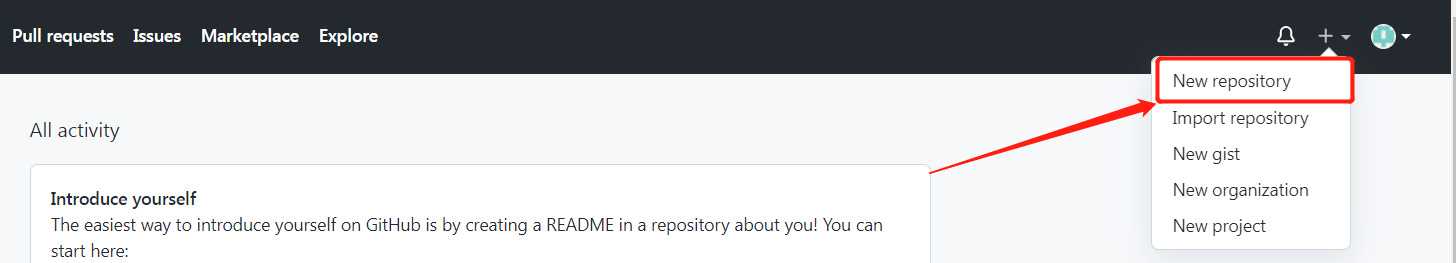 Pull requests Issues Marketplace Explore
New repository
Import repository
New gist
New organization
New project
All activity
Introduce yourself
The easiest way to introduce yourself on GitHub is by creating a README in a repository about you! You can
start here: